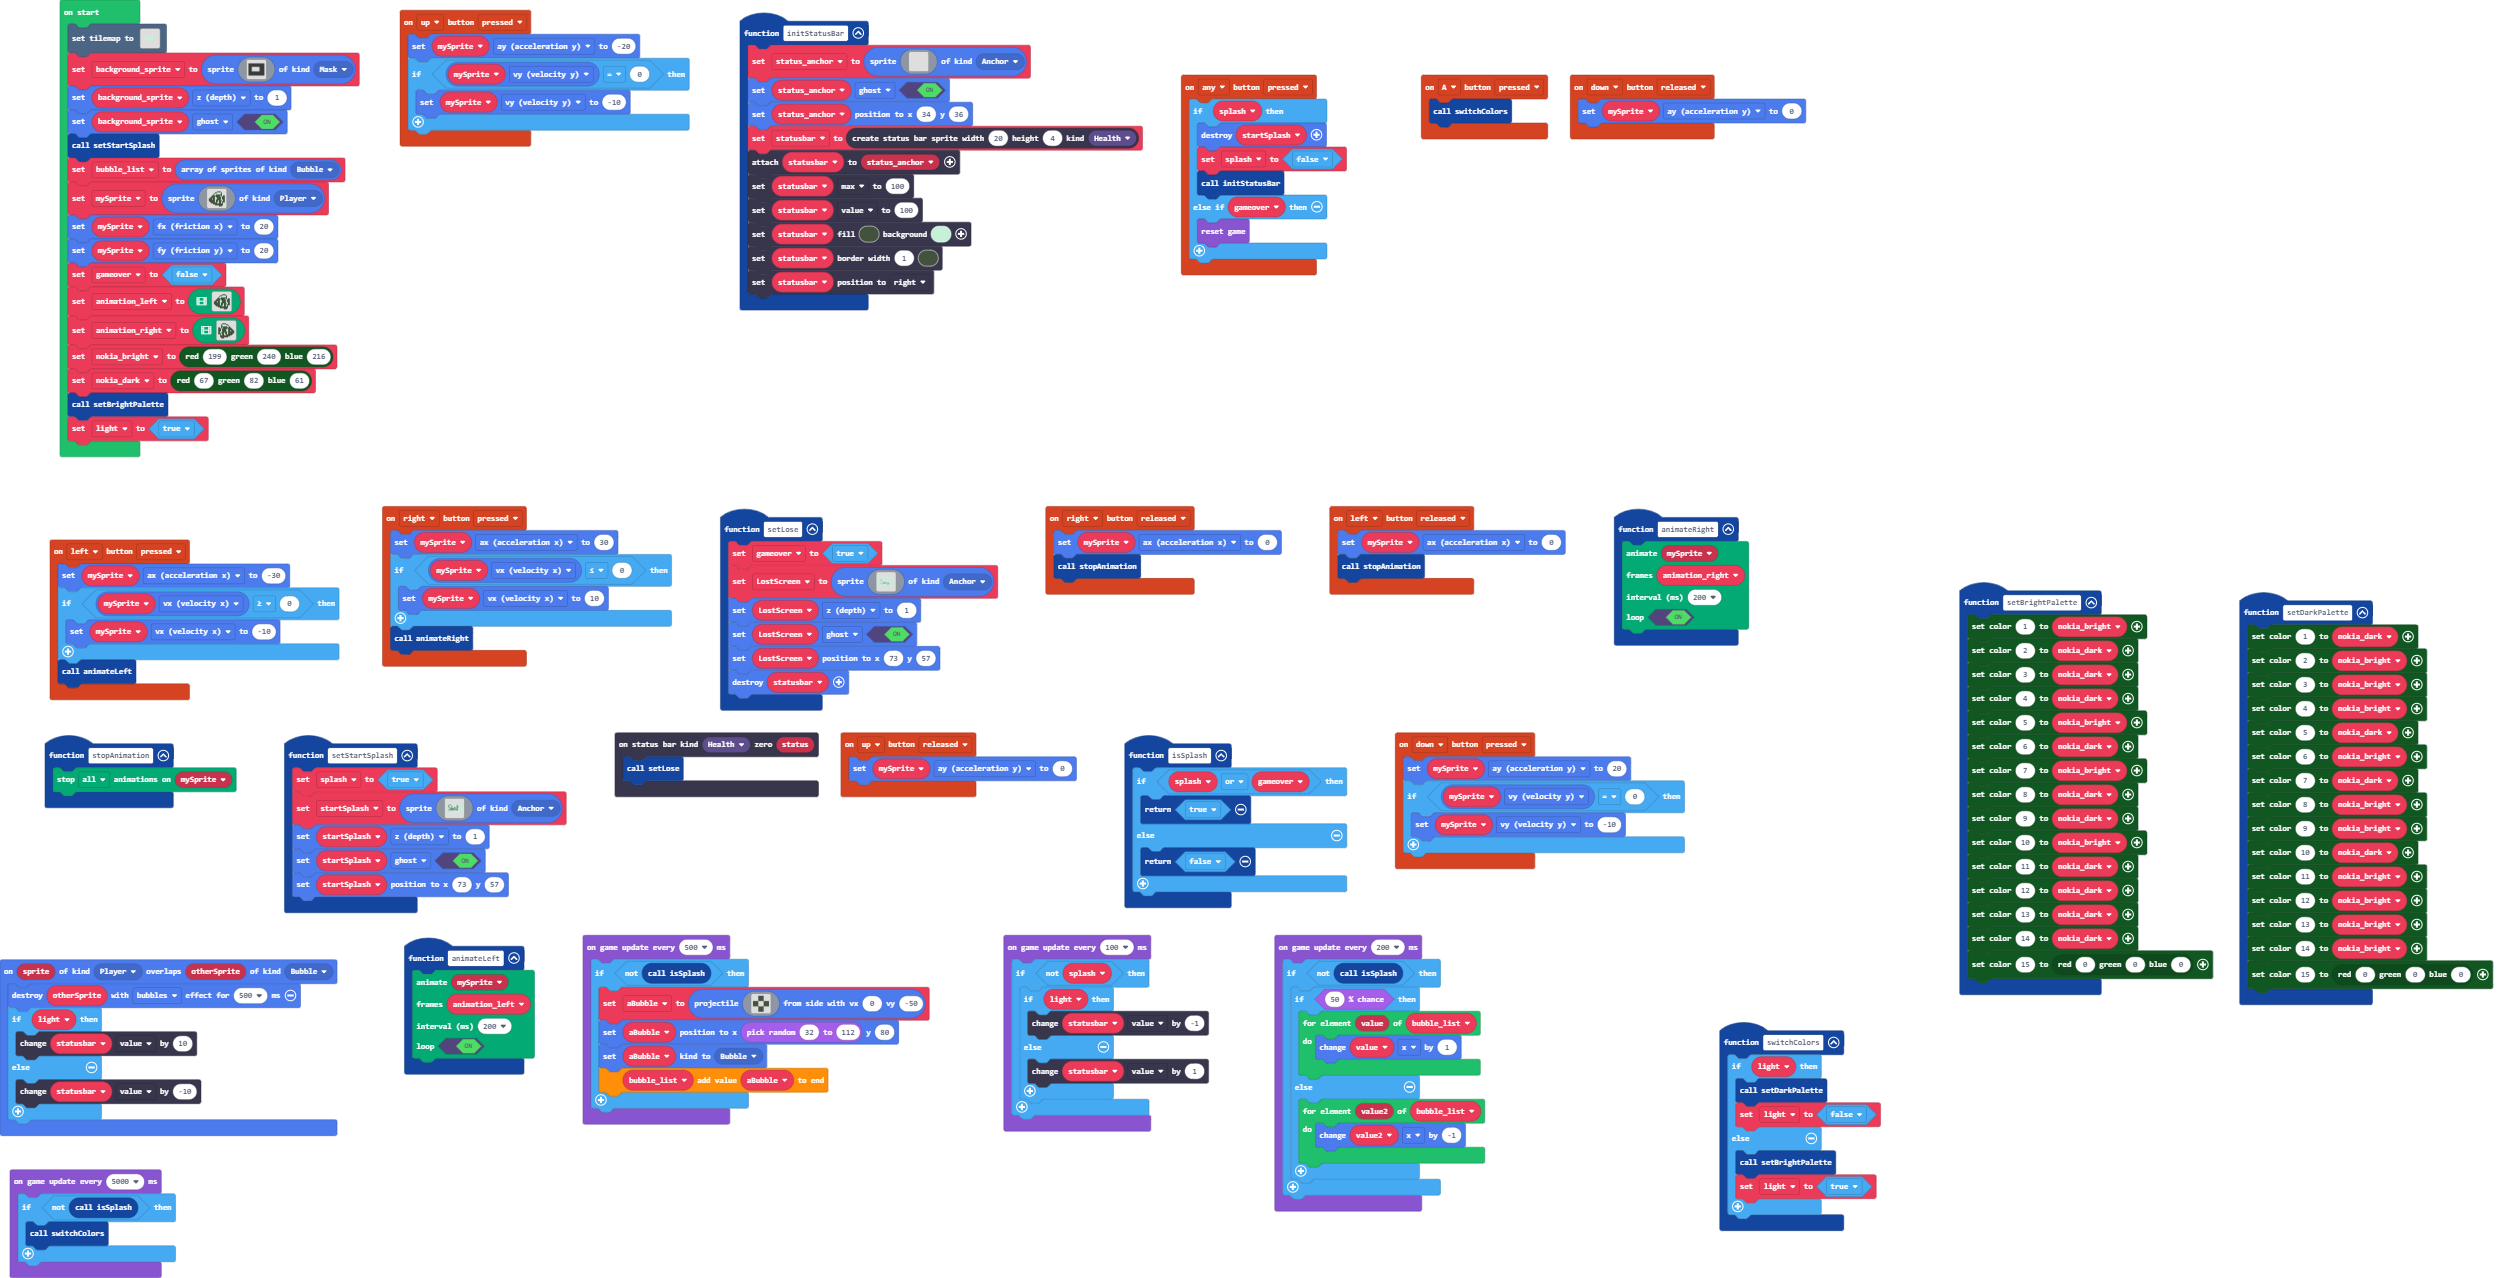 on start
set tilemap to
set background_sprite to sprite of kind Mask
set background_sprite z (depth) to 1
set background_sprite ghost ON
call setStartSplash
set bubble_list to array of sprites of kind Bubble
set mySprite to sprite of kind Player
set mySprite fx (friction x) to 20
set mySprite fy (friction y) to 20
set gameover to false
set animation_left to
set animation_right to
set nokia_bright to red 199 green 240 blue 216
set nokia_dark to red 67 green 82 blue 61
call setBrightPalette
set light to true
on up button pressed
set mySprite ay (acceleration y) to -20
if mySprite vy (velocity y) = 0 then
set mySprite vy (velocity y) to -10
function initStatusBar
set status_anchor to sprite of kind Anchor
set status_anchor ghost ON
set status_anchor position to x 34 y 36
set statusbar to create status bar sprite width 20 height 4 kind Health
attach statusbar to status_anchor
set statusbar max to 100
set statusbar value to 100
set statusbar fill background
set statusbar border width 1
set statusbar position to right
on any button pressed
if splash then
destroy startSplash
set splash to false
call initStatusBar
else if gameover then
reset game
on A button pressed
call switchColors
on down button released
set mySprite ay (acceleration y) to 0
on left button pressed
set mySprite ax (acceleration x) to -30
if mySprite vx (velocity x) ≥ 0 then
set mySprite vx (velocity x) to -10
call animateLeft
on right button pressed
set mySprite ax (acceleration x) to 30
if mySprite vx (velocity x) ≤ 0 then
set mySprite vx (velocity x) to 10
call animateRight
function setLose
set gameover to true
set LostScreen to sprite of kind Anchor
set LostScreen z (depth) to 1
set LostScreen ghost ON
set LostScreen position to x 73 y 57
destroy statusbar
on right button released
set mySprite ax (acceleration x) to 0
call stopAnimation
on left button released
set mySprite ax (acceleration x) to 0
call stopAnimation
function animateRight
animate mySprite
frames animation_right
interval (ms) 200
loop ON
function setBrightPalette
set color 1 to nokia_bright
set color 2 to nokia_dark
set color 3 to nokia_dark
set color 4 to nokia_dark
set color 5 to nokia_bright
set color 6 to nokia_dark
set color 7 to nokia_bright
set color 8 to nokia_dark
set color 9 to nokia_dark
set color 10 to nokia_bright
set color 11 to nokia_dark
set color 12 to nokia_dark
set color 13 to nokia_dark
set color 14 to nokia_dark
set color 15 to red 0 green 0 blue 0
function setDarkPalette
set color 1 to nokia_dark
set color 2 to nokia_bright
set color 3 to nokia_bright
set color 4 to nokia_bright
set color 5 to nokia_dark
set color 6 to nokia_bright
set color 7 to nokia_dark
set color 8 to nokia_bright
set color 9 to nokia_bright
set color 10 to nokia_dark
set color 11 to nokia_bright
set color 12 to nokia_bright
set color 13 to nokia_bright
set color 14 to nokia_bright
set color 15 to red 0 green 0 blue 0
function stopAnimation
stop all animations on mySprite
function setStartSplash
set splash to true
set startSplash to sprite of kind Anchor
set startSplash z (depth) to 1
set startSplash ghost ON
set startSplash position to x 73 y 57
on status bar kind Health zero status
call setLose
on up button released
set mySprite ay (acceleration y) to 0
function isSplash
if splash or gameover then
return true
else
return false
on down button pressed
set mySprite ay (acceleration y) to 20
if mySprite vy (velocity y) = 0 then
set mySprite vy (velocity y) to -10
on sprite of kind Player overlaps otherSprite of kind Bubble
destroy otherSprite with bubbles effect for 500 ms
if light then
change statusbar value by 10
else
change statusbar value by -10
function animateLeft
animate mySprite
frames animation_left
interval (ms) 200
loop ON
on game update every 500 ms
if not call isSplash then
set aBubble to projectile from side with vx 0 vy -50
set aBubble position to x pick random 32 to 112 y 80
set aBubble kind to Bubble
bubble_list add value aBubble to end
on game update every 100 ms
if not splash then
if light then
change statusbar value by -1
else
change statusbar value by 1
on game update every 200 ms
if not call isSplash then
if 50 % chance then
for element value of bubble_list
do change value x by 1
else
for element value2 of bubble_list
do change value2 x by -1
function switchColors
if light then
call setDarkPalette
set light to false
else
call setBrightPalette
set light to true
on game update every 5000 ms
if not call isSplash then
call switchColors